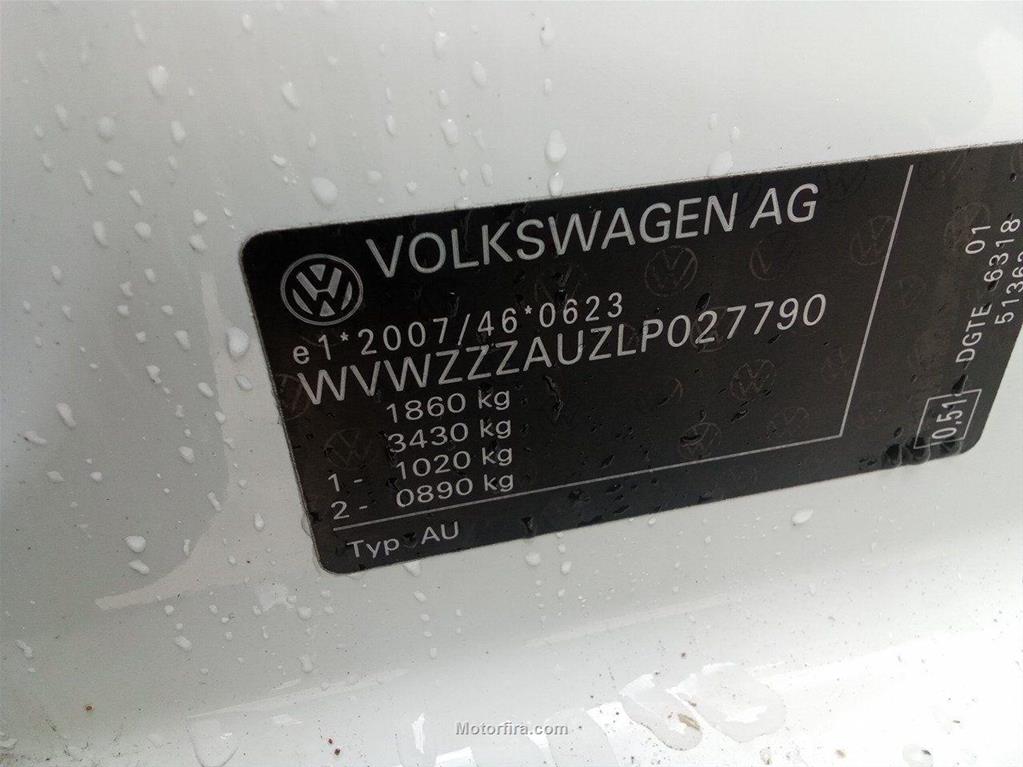 VOLKSWAGEN AG
e1*2007/46*0623
WVWZZZAUZLP027790
1860 kg
3430 kg
1 - 1020 kg
2 - 0890 kg
Typ AU
01
DGTE 6318
0,51
Motorfira.com